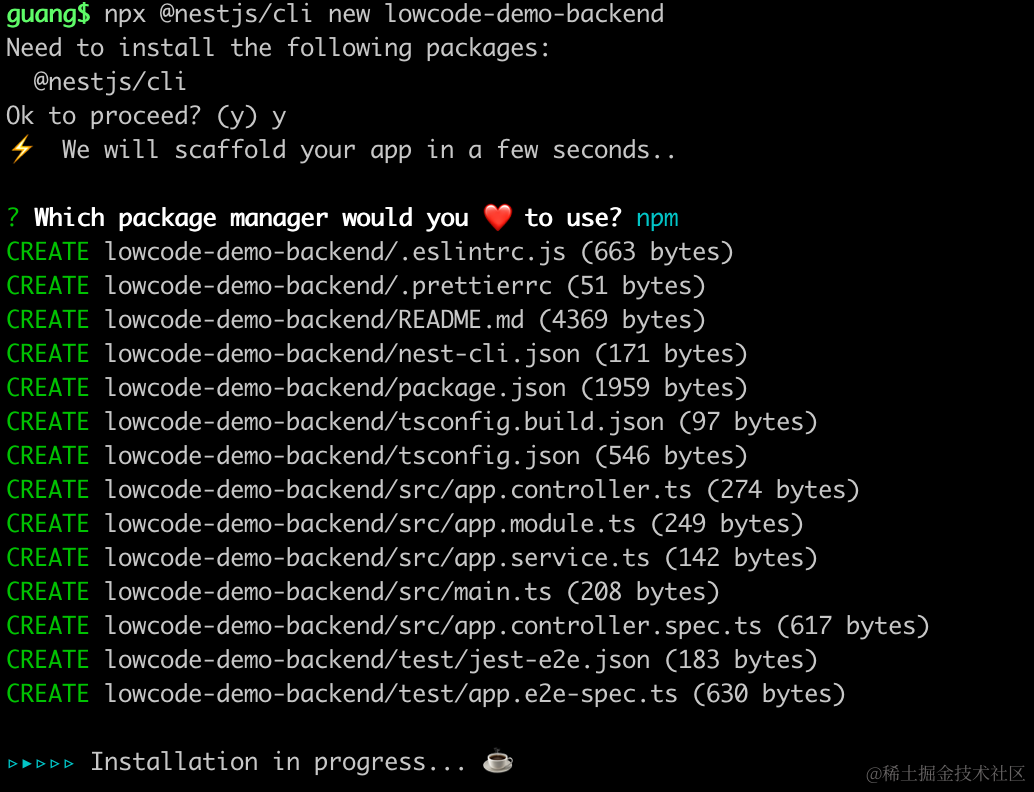 guang$ npx @nestjs/cli new lowcode-demo-backend
Need to install the following packages:
  @nestjs/cli
Ok to proceed? (y) y
⚡  We will scaffold your app in a few seconds..
? Which package manager would you ❤️ to use? npm
CREATE lowcode-demo-backend/.eslintrc.js (663 bytes)
CREATE lowcode-demo-backend/.prettierrc (51 bytes)
CREATE lowcode-demo-backend/README.md (4369 bytes)
CREATE lowcode-demo-backend/nest-cli.json (171 bytes)
CREATE lowcode-demo-backend/package.json (1959 bytes)
CREATE lowcode-demo-backend/tsconfig.build.json (97 bytes)
CREATE lowcode-demo-backend/tsconfig.json (546 bytes)
CREATE lowcode-demo-backend/src/app.controller.ts (274 bytes)
CREATE lowcode-demo-backend/src/app.module.ts (249 bytes)
CREATE lowcode-demo-backend/src/app.service.ts (142 bytes)
CREATE lowcode-demo-backend/src/main.ts (208 bytes)
CREATE lowcode-demo-backend/src/app.controller.spec.ts (617 bytes)
CREATE lowcode-demo-backend/test/jest-e2e.json (183 bytes)
CREATE lowcode-demo-backend/test/app.e2e-spec.ts (630 bytes)
▹▸▹▹▹ Installation in progress... ☕
@稀土掘金技术社区